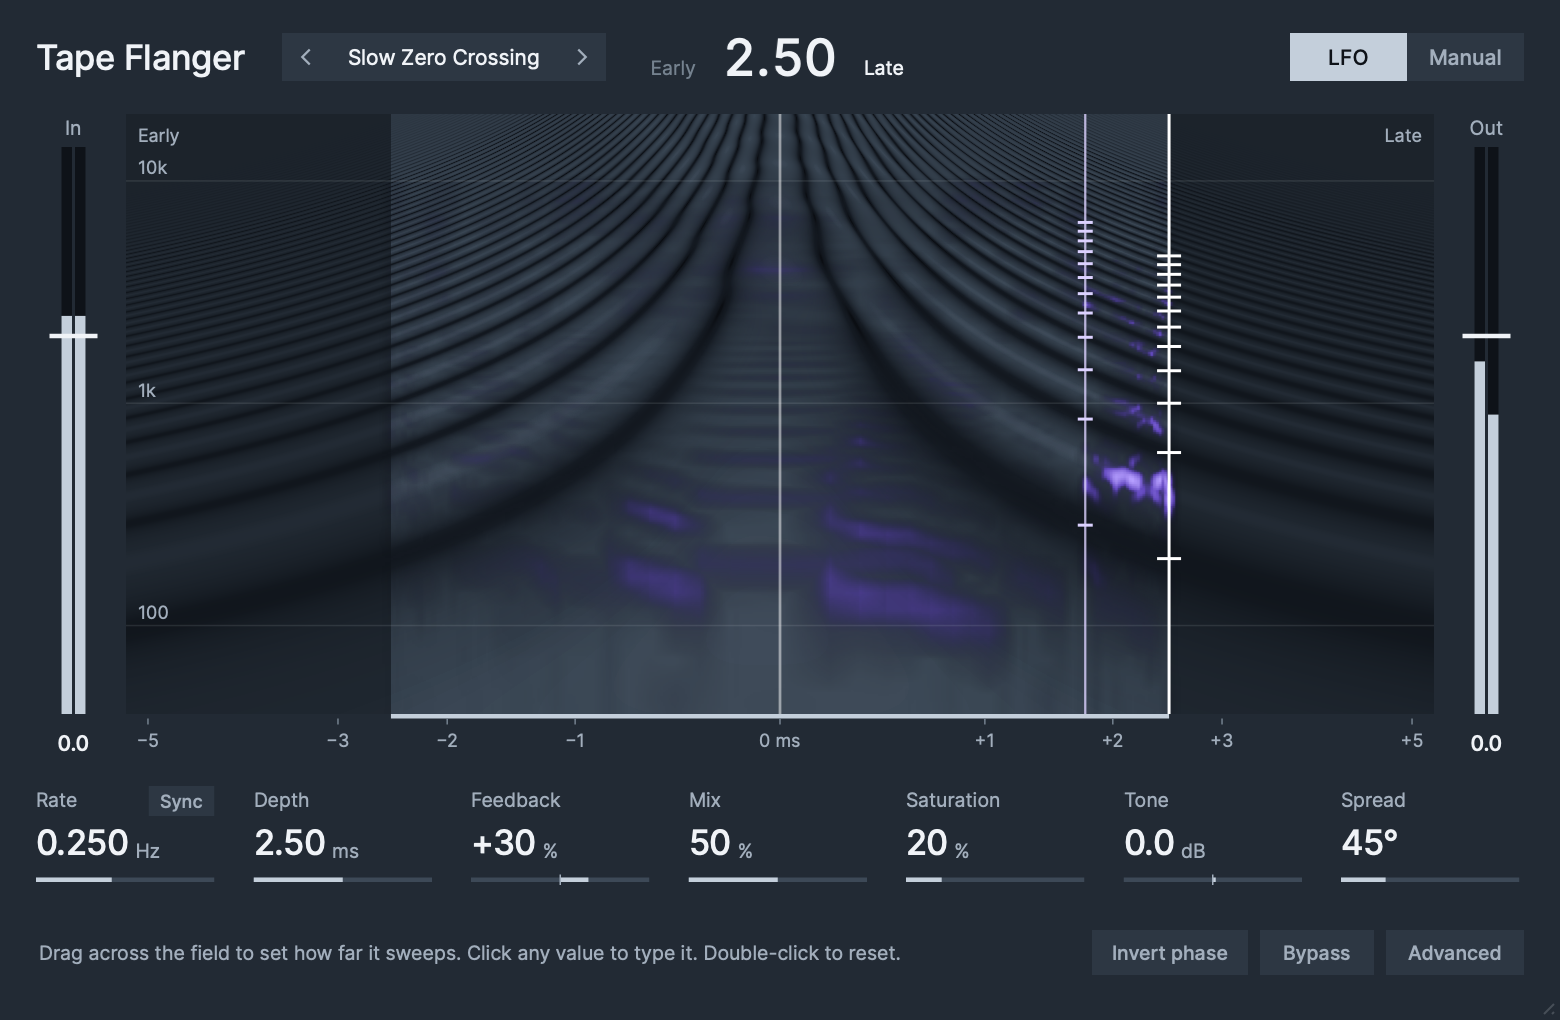 Tape Flanger
Slow Zero Crossing
Early 2.50 Late
LFO Manual
In
Out
Early
Late
10k
1k
100
−5 −3 −2 −1 0 ms +1 +2 +3 +5
0.0
0.0
Rate Sync Depth Feedback Mix Saturation Tone Spread
0.250 Hz 2.50 ms +30 % 50 % 20 % 0.0 dB 45°
Drag across the field to set how far it sweeps. Click any value to type it. Double-click to reset.
Invert phase Bypass Advanced